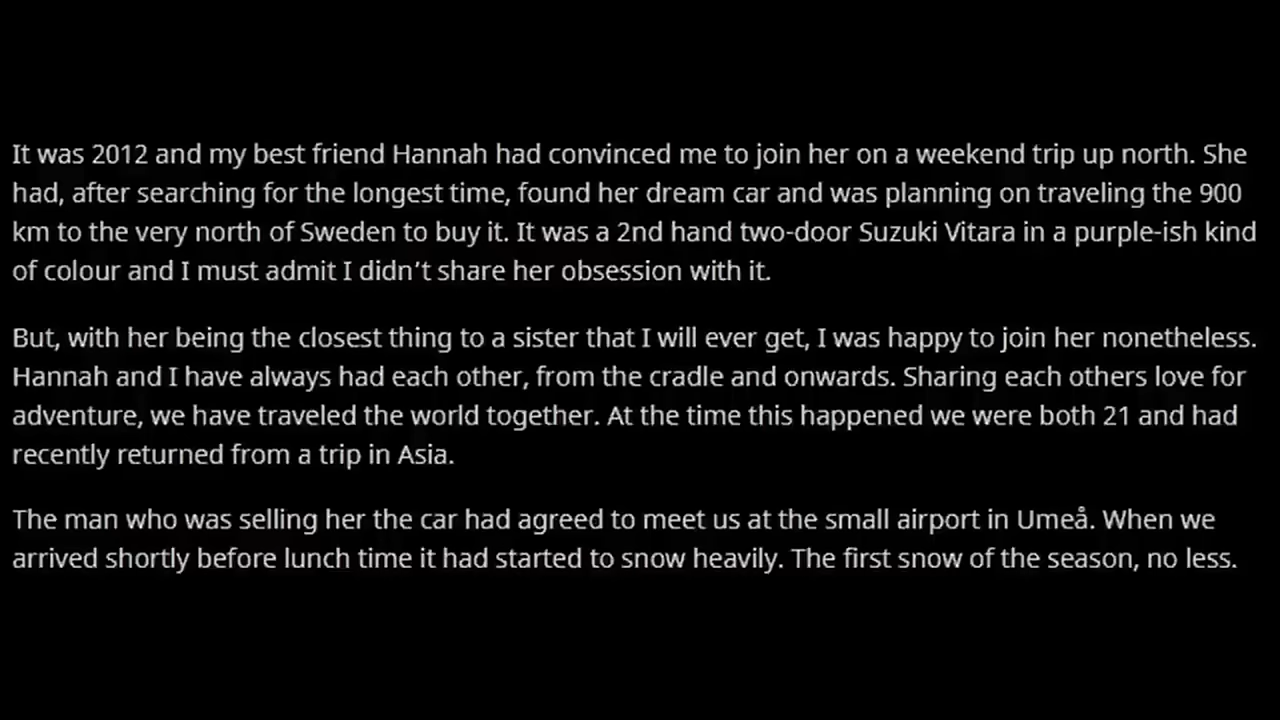 It was 2012 and my best friend Hannah had convinced me to join her on a weekend trip up north. She
had, after searching for the longest time, found her dream car and was planning on traveling the 900
km to the very north of Sweden to buy it. It was a 2nd hand two-door Suzuki Vitara in a purple-ish kind
of colour and I must admit I didn’t share her obsession with it.
But, with her being the closest thing to a sister that I will ever get, I was happy to join her nonetheless.
Hannah and I have always had each other, from the cradle and onwards. Sharing each others love for
adventure, we have traveled the world together. At the time this happened we were both 21 and had
recently returned from a trip in Asia.
The man who was selling her the car had agreed to meet us at the small airport in Umeå. When we
arrived shortly before lunch time it had started to snow heavily. The first snow of the season, no less.